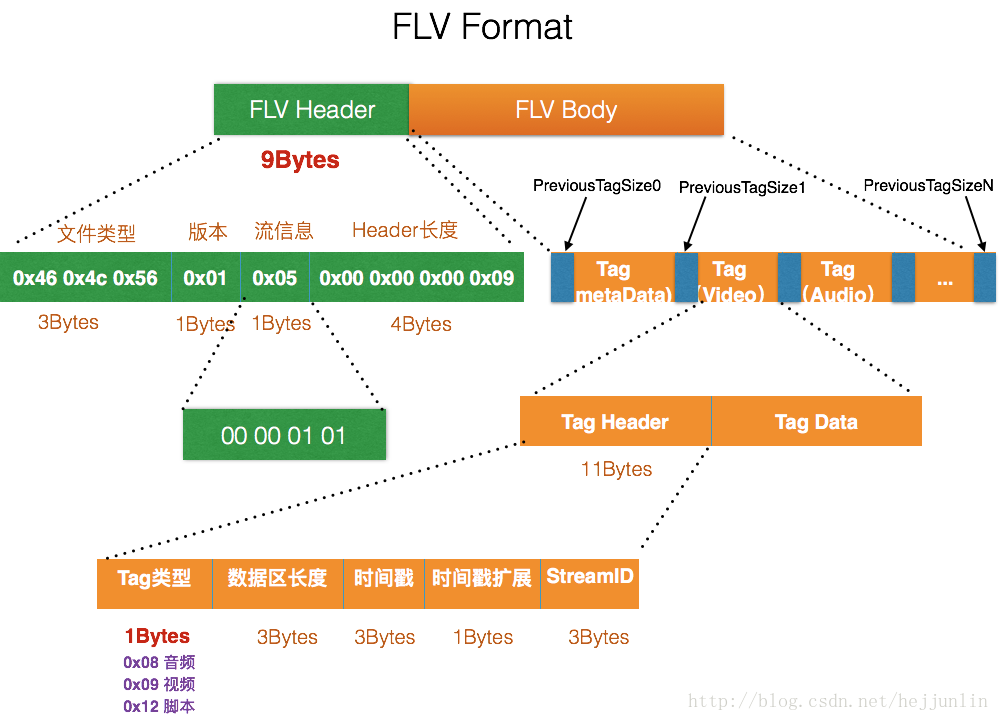 FLV Format
FLV Header
FLV Body
9Bytes
PreviousTagSize0
PreviousTagSize1
PreviousTagSizeN
文件类型
版本
流信息
Header长度
0x46 0x4c 0x56
0x01
0x05
0x00 0x00 0x00 0x09
Tag
metaData)
Tag
(Video)
Tag
(Audio)
...
3Bytes
1Bytes
1Bytes
4Bytes
00 00 01 01
Tag Header
Tag Data
11Bytes
Tag类型
数据区长度
时间戳
时间戳扩展
StreamID
1Bytes
3Bytes
3Bytes
1Bytes
3Bytes
0x08 音频
0x09 视频
0x12 脚本
http://blog.csdn.net/hejjunlin